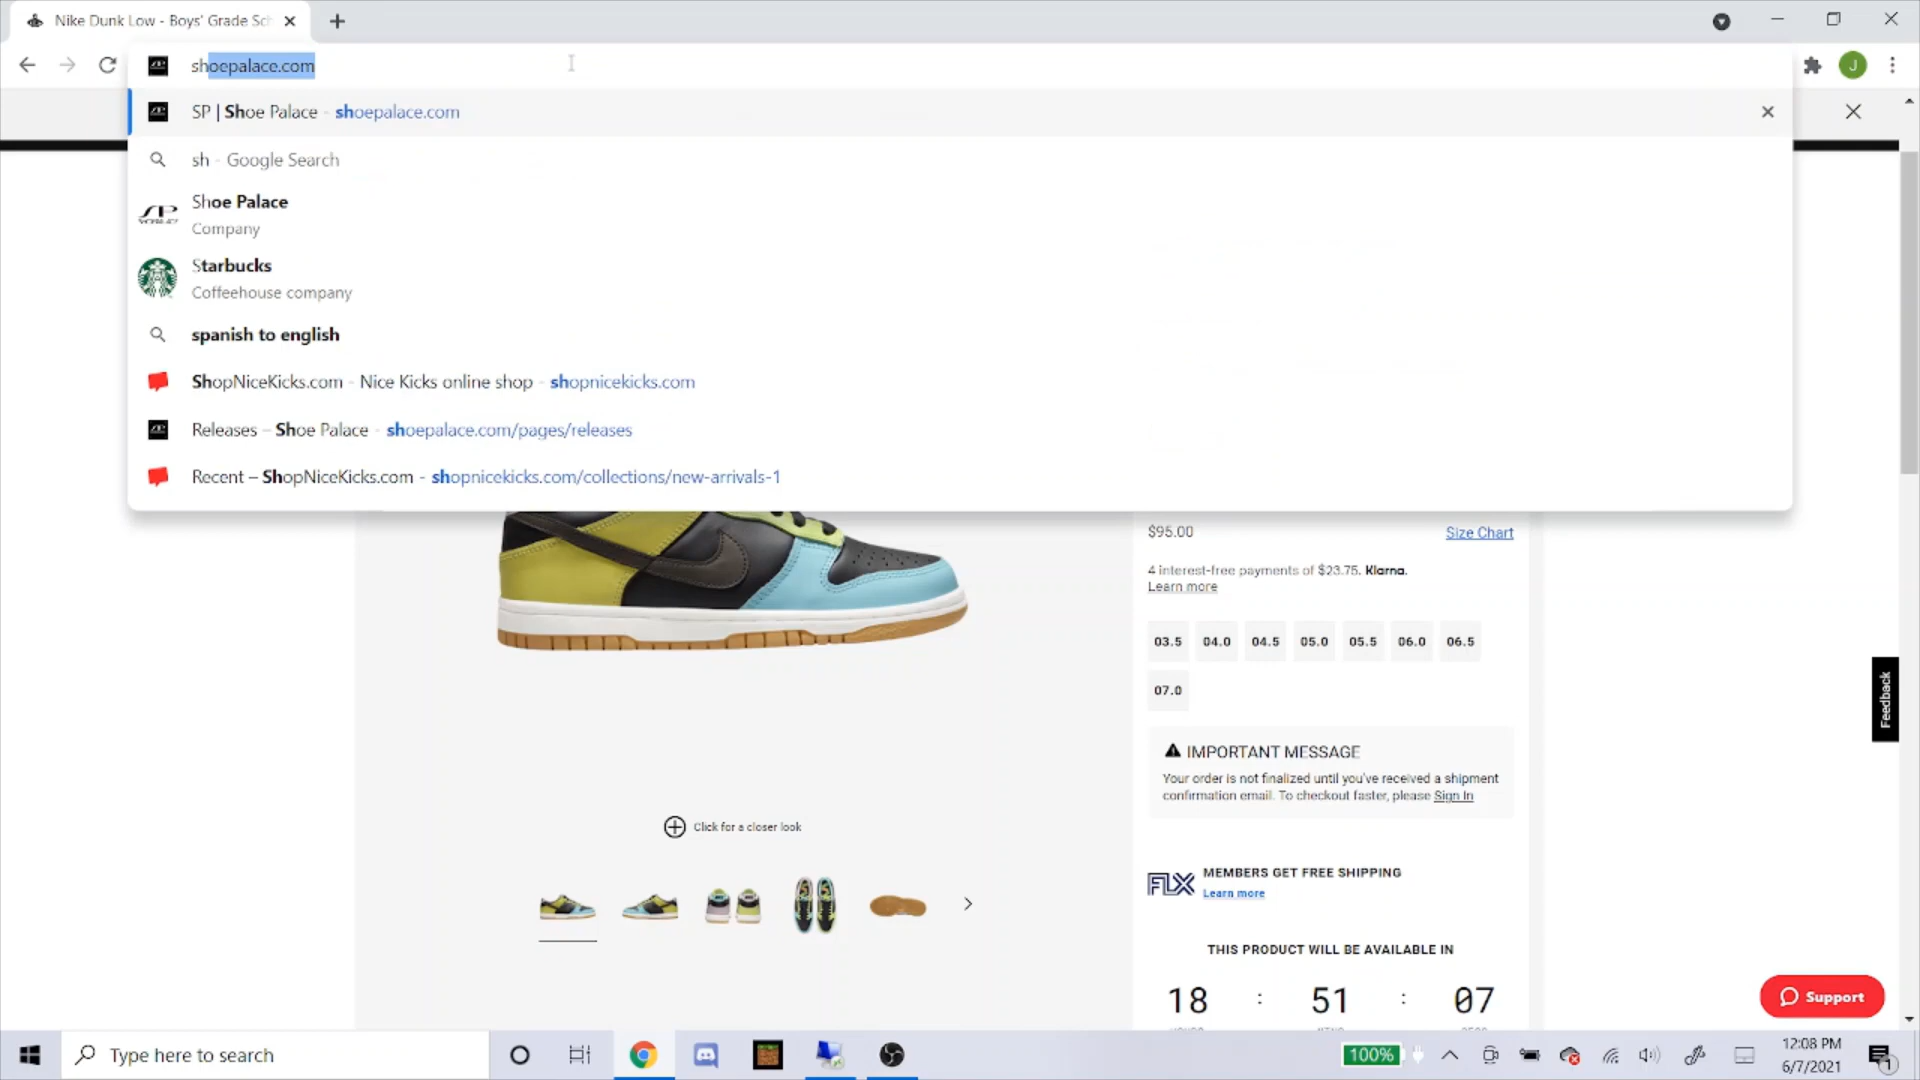 Nike Dunk Low - Boys' Grade Sch
J
shoepalace.com
SP | Shoe Palace - shoepalace.com
sh - Google Search
Shoe Palace
Company
Starbucks
Coffeehouse company
spanish to english
ShopNiceKicks.com - Nice Kicks online shop - shopnicekicks.com
Releases – Shoe Palace - shoepalace.com/pages/releases
Recent – ShopNiceKicks.com - shopnicekicks.com/collections/new-arrivals-1
$95.00
Size Chart
4 interest-free payments of $23.75. Klarna.
Learn more
03.5 04.0 04.5 05.0 05.5 06.0 06.5
07.0
Feedback
IMPORTANT MESSAGE
Your order is not finalized until you've received a shipment
confirmation email. To checkout faster, please Sign In
Click for a closer look
FLX
MEMBERS GET FREE SHIPPING
Learn more
THIS PRODUCT WILL BE AVAILABLE IN
18 : 51 : 07
Support
Type here to search
100%
12:08 PM
6/7/2021
1